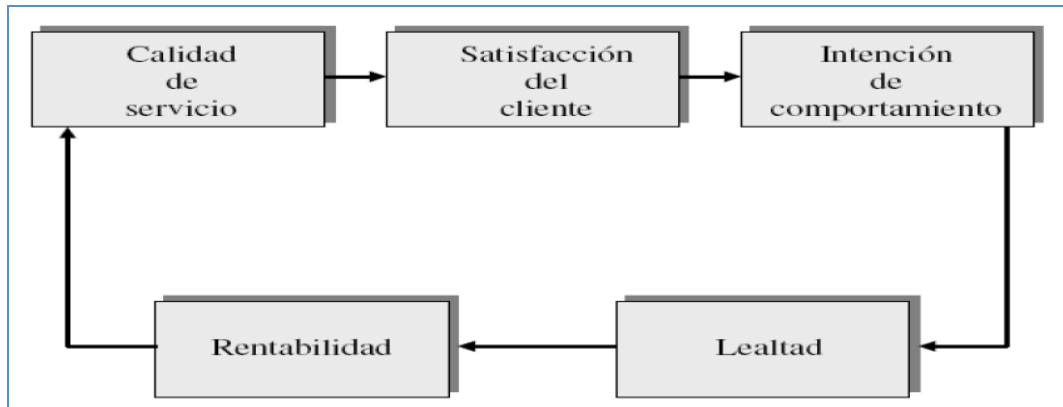 Calidad
de
servicio
Satisfacción
del
cliente
Intención
de
comportamiento
Rentabilidad
Lealtad